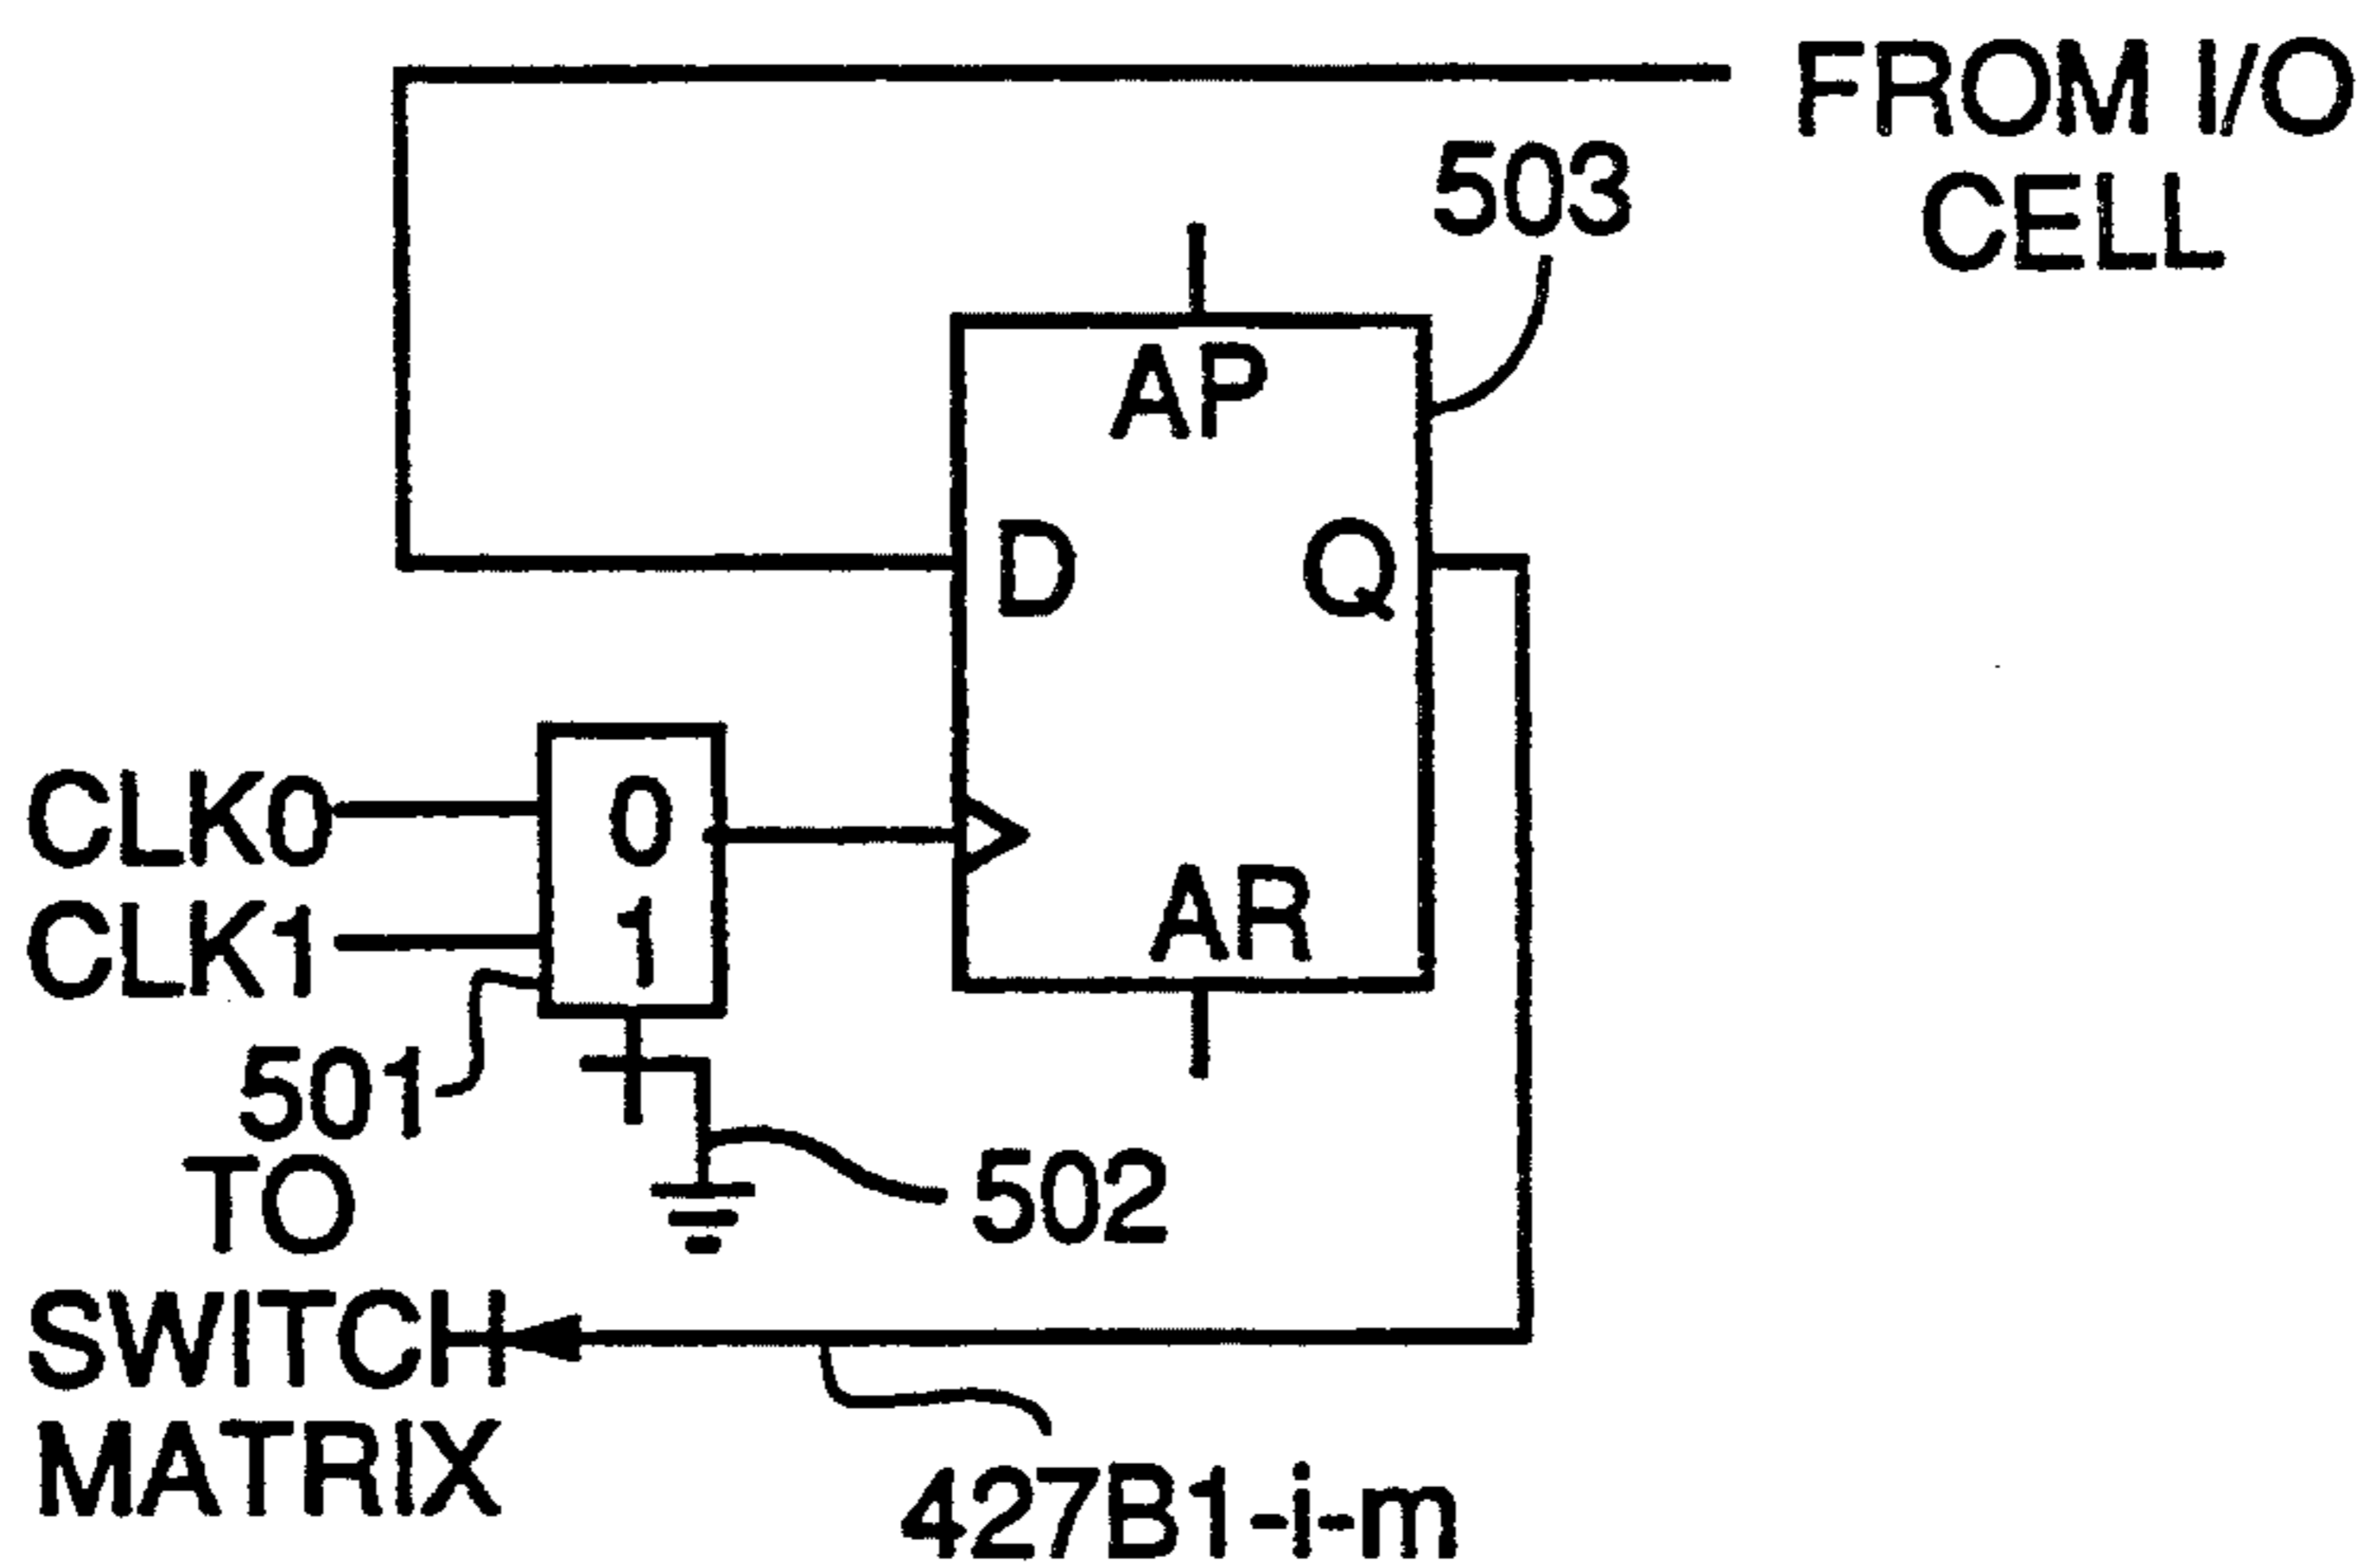 FROM I/O
CELL
503
AP
D
Q
CLK0
0
CLK1
1
AR
501
502
TO
SWITCH
MATRIX
427B1-i-m